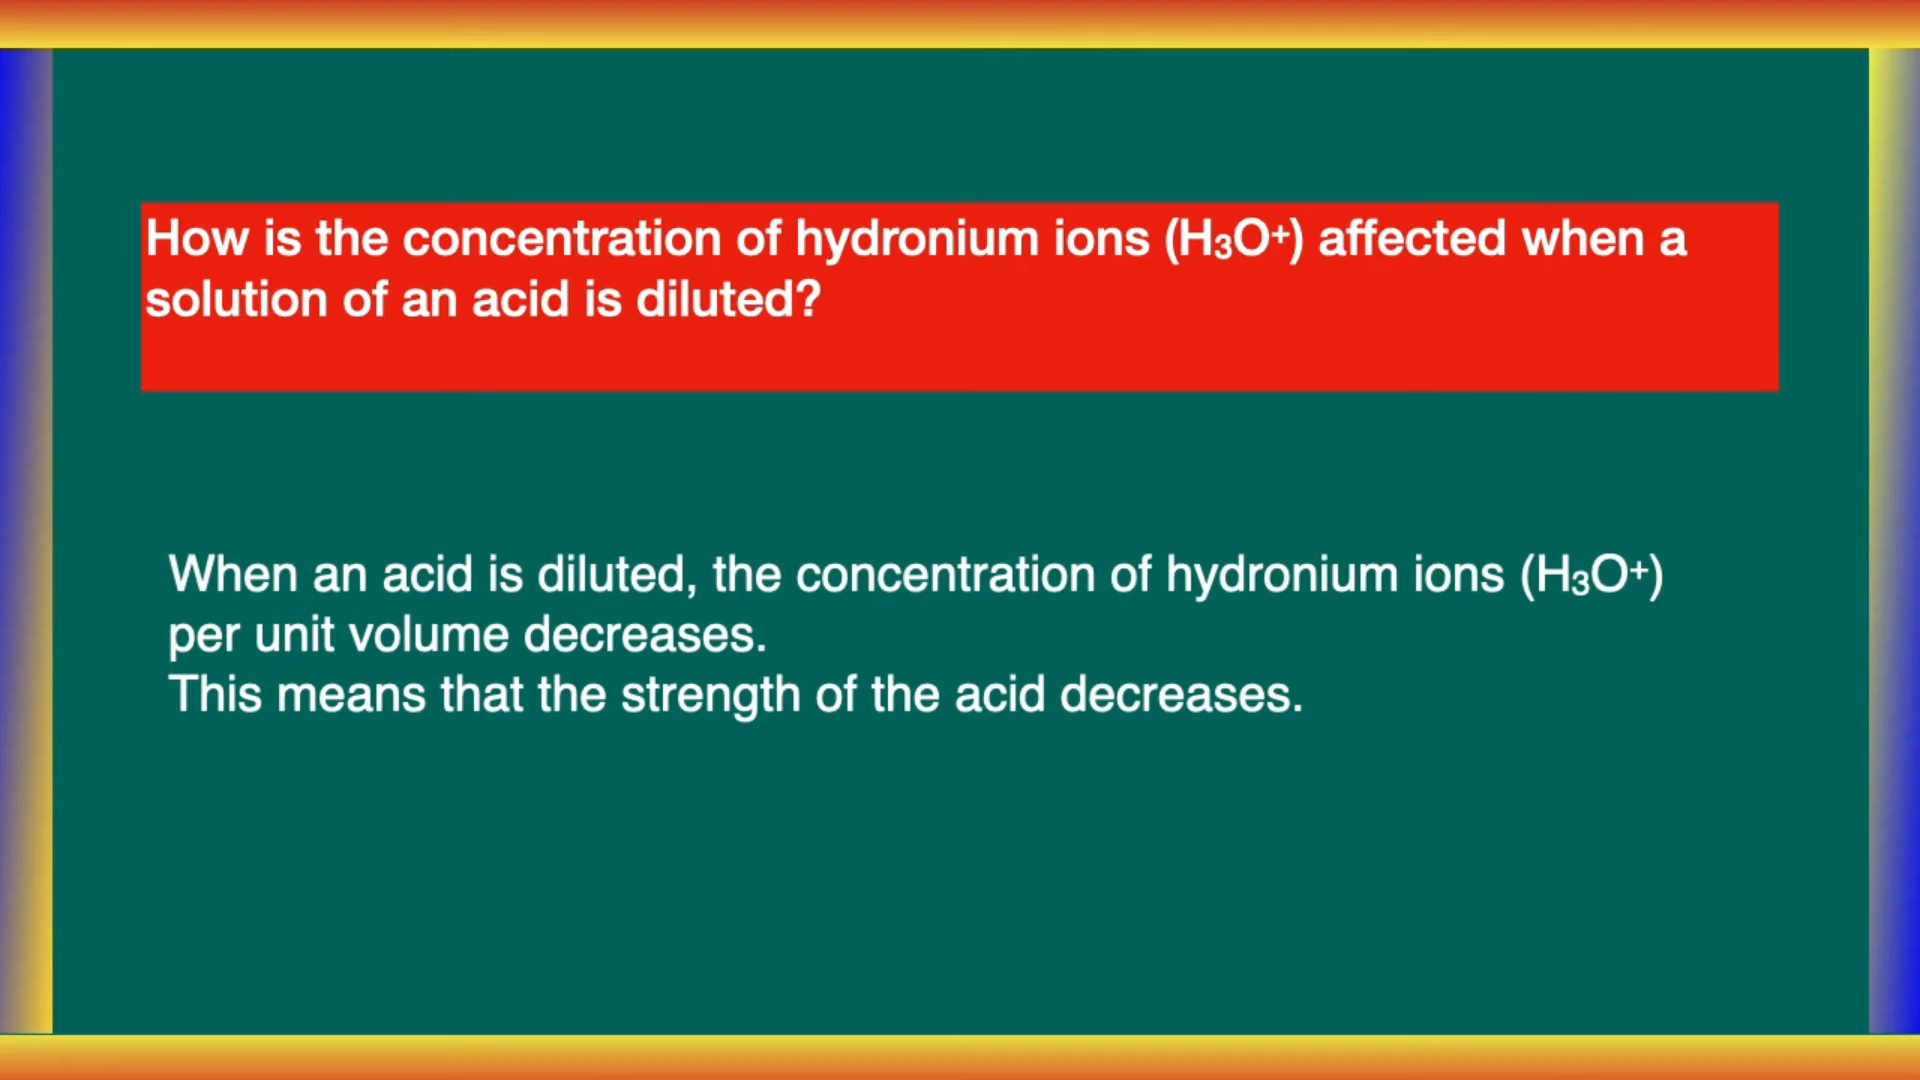 How is the concentration of hydronium ions (H₃O⁺) affected when a
solution of an acid is diluted?
When an acid is diluted, the concentration of hydronium ions (H₃O⁺)
per unit volume decreases.
This means that the strength of the acid decreases.